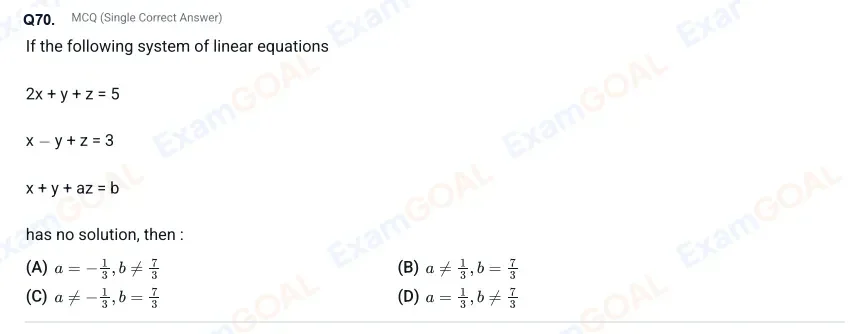 Q70. MCQ (Single Correct Answer)
If the following system of linear equations
2x + y + z = 5
x − y + z = 3
x + y + az = b
has no solution, then :
(A) a = −1/3, b ≠ 7/3 (B) a ≠ 1/3, b = 7/3
(C) a ≠ −1/3, b = 7/3 (D) a = 1/3, b ≠ 7/3
ExamGOAL